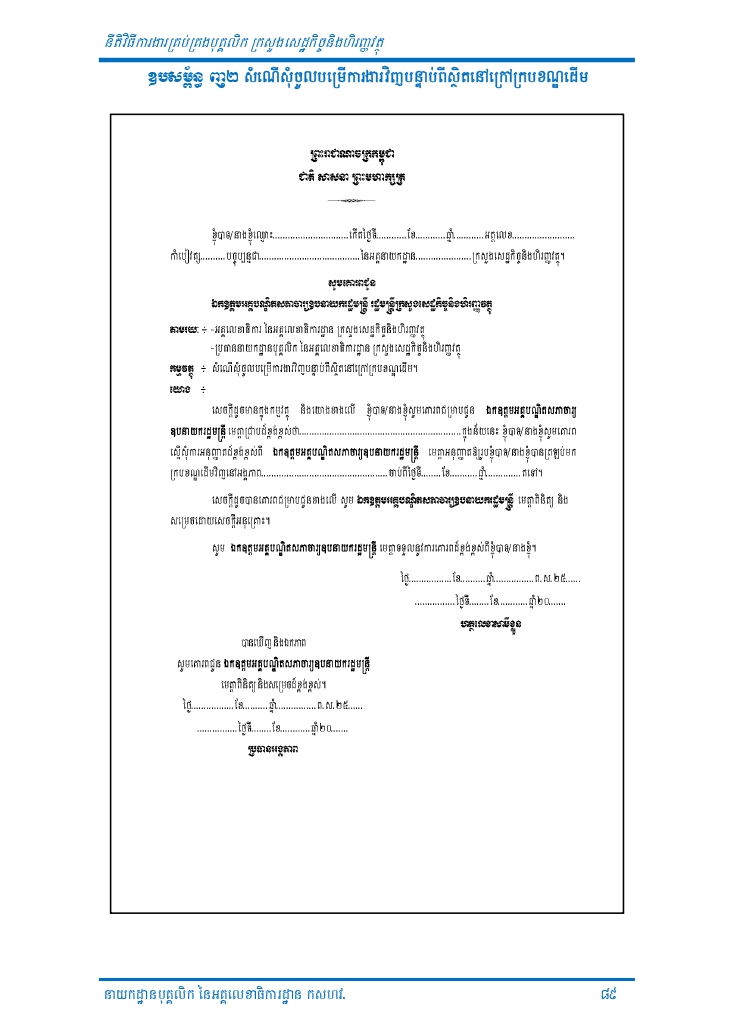 នីតិវិធីការងារគ្រប់គ្រងបុគ្គលិក ក្រសួងសេដ្ឋកិច្ចនិងហិរញ្ញវត្ថុ
ឧបសម្ព័ន្ធ ញ២ សំណើសុំចូលបម្រើការងារវិញបន្ទាប់ពីស្ថិតនៅក្រៅក្របខណ្ឌដើម
ព្រះរាជាណាចក្រកម្ពុជា
ជាតិ សាសនា ព្រះមហាក្សត្រ
ខ្ញុំបាទ/នាងខ្ញុំឈ្មោះ..............................កើតថ្ងៃទី............ខែ............ឆ្នាំ............អត្តលេខ.........................
កាំបៀវត្ស..........បច្ចុប្បន្នជា.........................................នៃអគ្គនាយកដ្ឋាន......................ក្រសួងសេដ្ឋកិច្ចនិងហិរញ្ញវត្ថុ។
សូមគោរពជូន
ឯកឧត្តមអគ្គបណ្ឌិតសភាចារ្យឧបនាយករដ្ឋមន្ត្រី រដ្ឋមន្ត្រីក្រសួងសេដ្ឋកិច្ចនិងហិរញ្ញវត្ថុ
តាមរយៈ ÷ -អគ្គលេខាធិការ នៃអគ្គលេខាធិការដ្ឋាន ក្រសួងសេដ្ឋកិច្ចនិងហិរញ្ញវត្ថុ
-ប្រធាននាយកដ្ឋានបុគ្គលិក នៃអគ្គលេខាធិការដ្ឋាន ក្រសួងសេដ្ឋកិច្ចនិងហិរញ្ញវត្ថុ
កម្មវត្ថុ ÷ សំណើសុំចូលបម្រើការងារវិញបន្ទាប់ពីស្ថិតនៅក្រៅក្របខណ្ឌដើម។
យោង ÷
សេចក្តីដូចមានក្នុងកម្មវត្ថុ និងយោងខាងលើ ខ្ញុំបាទ/នាងខ្ញុំសូមគោរពជម្រាបជូន ឯកឧត្តមអគ្គបណ្ឌិតសភាចារ្យ
ឧបនាយករដ្ឋមន្ត្រី មេត្តាជ្រាបដ៏ខ្ពង់ខ្ពស់ថា.................................................................ក្នុងន័យនេះ ខ្ញុំបាទ/នាងខ្ញុំសូមគោរព
ស្នើសុំការអនុញ្ញាតដ៏ខ្ពង់ខ្ពស់ពី ឯកឧត្តមអគ្គបណ្ឌិតសភាចារ្យឧបនាយករដ្ឋមន្ត្រី មេត្តាអនុញ្ញាតឱ្យរូបខ្ញុំបាទ/នាងខ្ញុំបានត្រឡប់មក
ក្របខណ្ឌដើមវិញនៅអង្គភាព..................................................ចាប់ពីថ្ងៃទី........ខែ............ឆ្នាំ..............តទៅ។
សេចក្តីដូចបានគោរពជម្រាបជូនខាងលើ សូម ឯកឧត្តមអគ្គបណ្ឌិតសភាចារ្យឧបនាយករដ្ឋមន្ត្រី មេត្តាពិនិត្យ និង
សម្រេចដោយសេចក្តីអនុគ្រោះ។
សូម ឯកឧត្តមអគ្គបណ្ឌិតសភាចារ្យឧបនាយករដ្ឋមន្ត្រី មេត្តាទទួលនូវការគោរពដ៏ខ្ពង់ខ្ពស់ពីខ្ញុំបាទ/នាងខ្ញុំ។
ថ្ងៃ.................ខែ..........ឆ្នាំ................ព.ស.២៥......
................ថ្ងៃទី........ខែ............ឆ្នាំ២០.......
ហត្ថលេខាសាមីខ្លួន
បានឃើញ និងឯកភាព
សូមគោរពជូន ឯកឧត្តមអគ្គបណ្ឌិតសភាចារ្យឧបនាយករដ្ឋមន្ត្រី
មេត្តាពិនិត្យ និងសម្រេចដ៏ខ្ពង់ខ្ពស់។
ថ្ងៃ.................ខែ..........ឆ្នាំ................ព.ស.២៥......
................ថ្ងៃទី........ខែ............ឆ្នាំ២០.......
ប្រធានអង្គភាព
នាយកដ្ឋានបុគ្គលិក នៃអគ្គលេខាធិការដ្ឋាន កសហវ.
៨៩